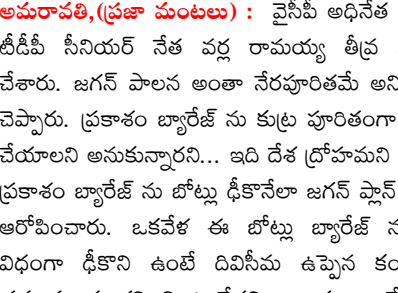 అమరావతి,(ప్రజా మంటలు) : వైసీపీ అధినేత
టీడీపీ సీనియర్ నేత వర్ల రామయ్య తీవ్ర
చేశారు. జగన్ పాలన అంతా నేరపూరితమే అని
చెప్పారు. ప్రకాశం బ్యారేజ్ ను కుట్ర పూరితంగా
చేయాలని అనుకున్నారని... ఇది దేశ ద్రోహమని
ప్రకాశం బ్యారేజ్ ను బోట్లు ఢీకొనేలా జగన్ ప్లాన్
ఆరోపించారు. ఒకవేళ ఈ బోట్లు బ్యారేజ్
విధంగా ఢీకొని ఉంటే దివిసీమ ఉప్పెన